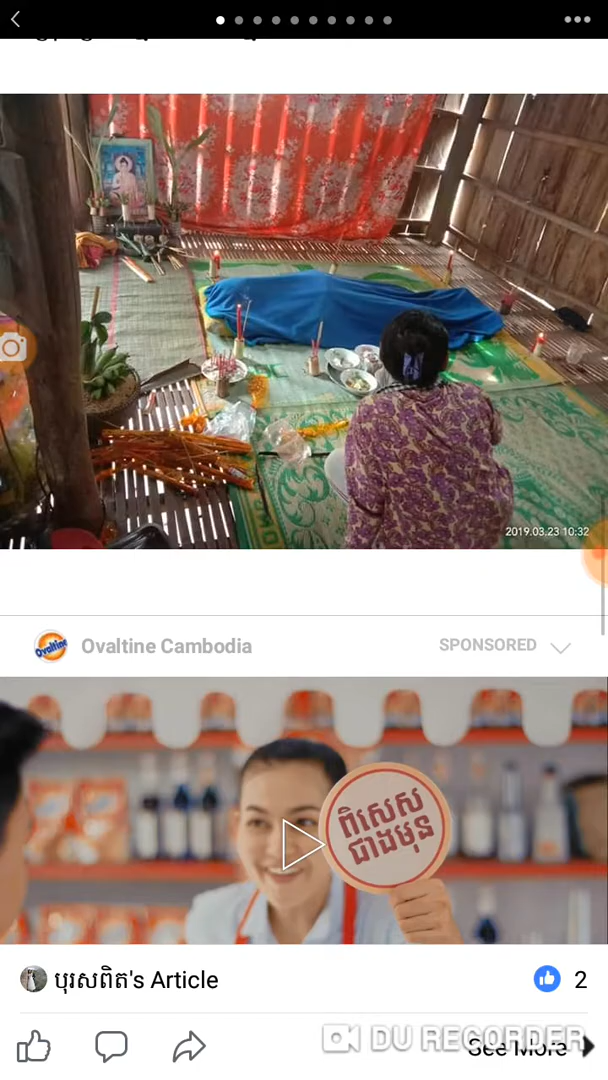 2019.03.23 10:32
Ovaltine
Ovaltine Cambodia
SPONSORED
ពិសេស
ជាងមុន
បុរសពិត's Article
2
DU RECORDER
See More